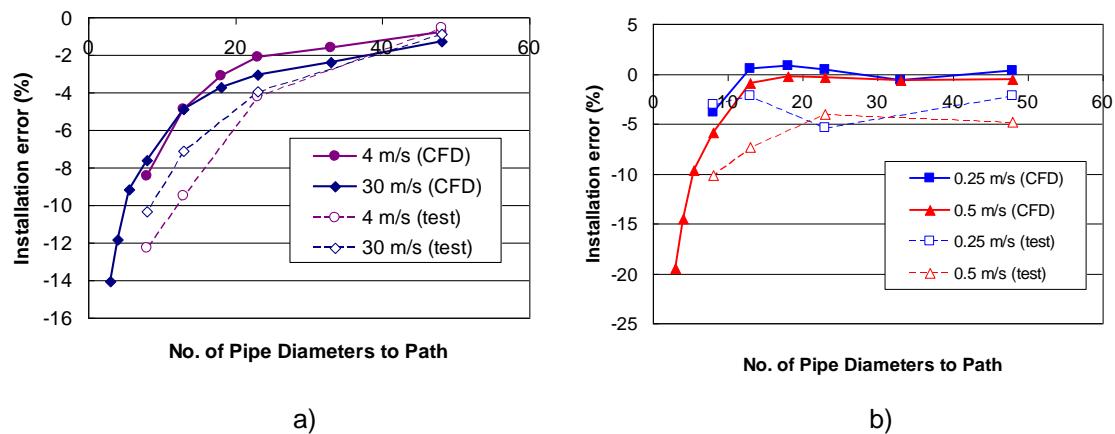 0
-2
-4
-6
-8
-10
-12
-14
-16
0 20 40 60
Installation error (%)
4 m/s (CFD)
30 m/s (CFD)
4 m/s (test)
30 m/s (test)
No. of Pipe Diameters to Path
a)
5
0
-5
-10
-15
-20
-25
0 10 20 30 40 50 60
Installation error (%)
0.25 m/s (CFD)
0.5 m/s (CFD)
0.25 m/s (test)
0.5 m/s (test)
No. of Pipe Diameters to Path
b)